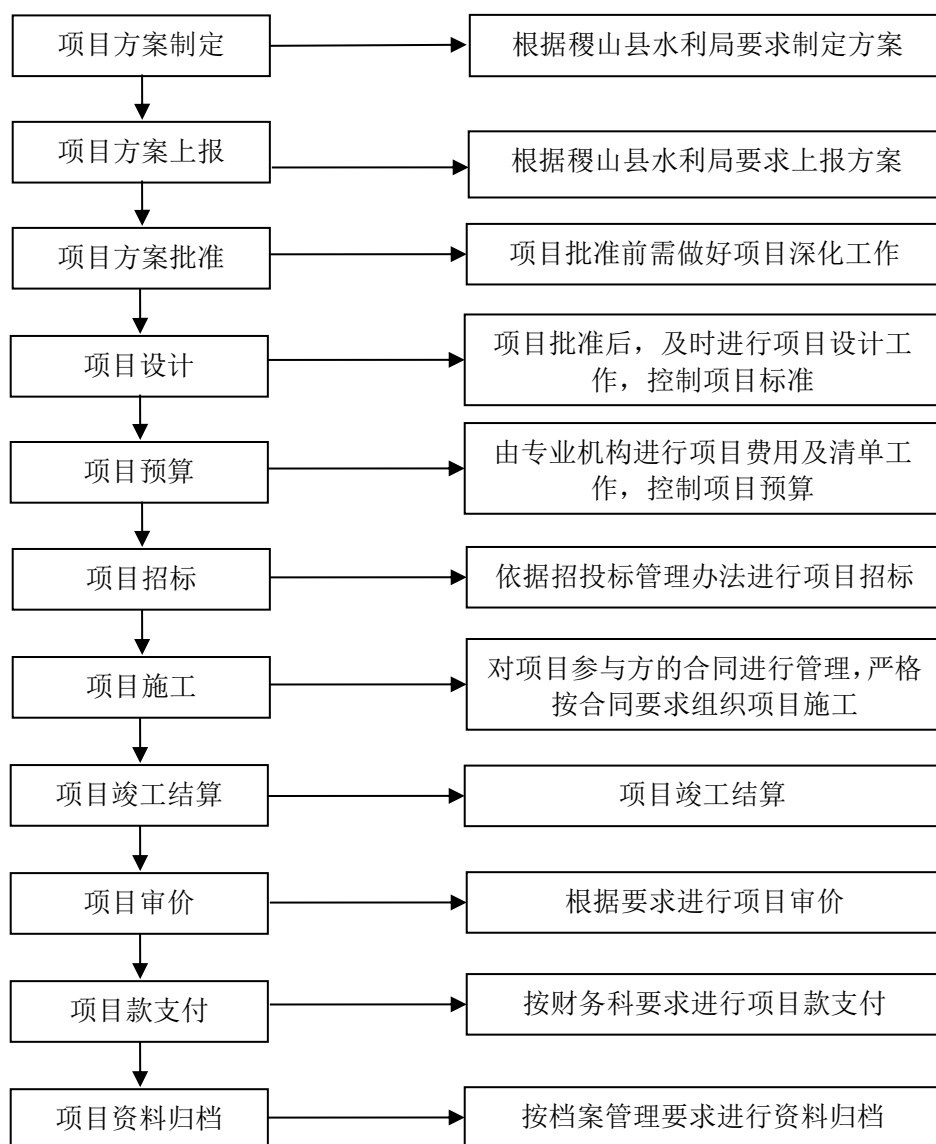 项目方案制定
根据稷山县水利局要求制定方案
项目方案上报
根据稷山县水利局要求上报方案
项目方案批准
项目批准前需做好项目深化工作
项目设计
项目批准后，及时进行项目设计工
作，控制项目标准
项目预算
由专业机构进行项目费用及清单工
作，控制项目预算
项目招标
依据招投标管理办法进行项目招标
项目施工
对项目参与方的合同进行管理，严格
按合同要求组织项目施工
项目竣工结算
项目竣工结算
项目审价
根据要求进行项目审价
项目款支付
按财务科要求进行项目款支付
项目资料归档
按档案管理要求进行资料归档